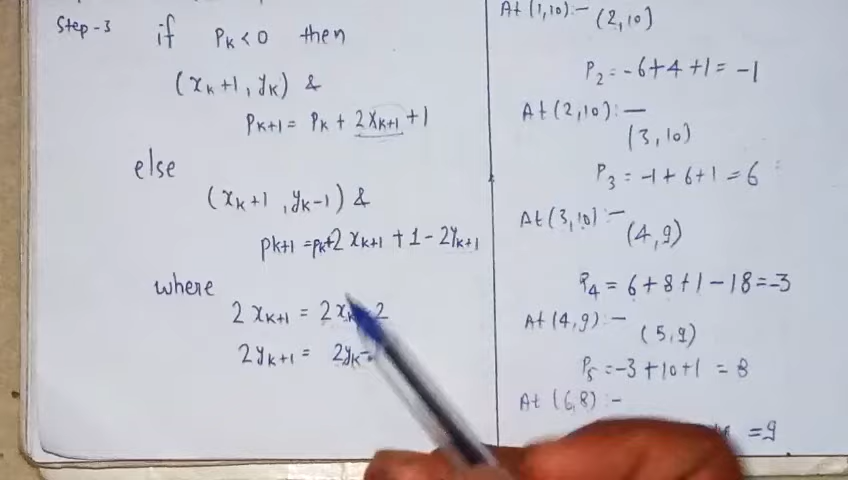 Step-3 if Pk<0 then
(xk+1, yk) &
Pk+1 = Pk + 2xk+1 +1
else
(xk+1, yk-1) &
Pk+1 = Pk+2xk+1 + 1 - 2yk+1
where
2xk+1 = 2xk 2
2yk+1 = 2yk-
At (1,10) :- (2,10)
P2 = -6+4+1 = -1
At (2,10) :-
(3,10)
P3 = -1+6+1 = 6
At (3,10) :-
(4,9)
P4 = 6+8+1-18 = -3
At (4,9) :-
(5,9)
P5 = -3+10+1 = 8
At (6,8) :-
=9